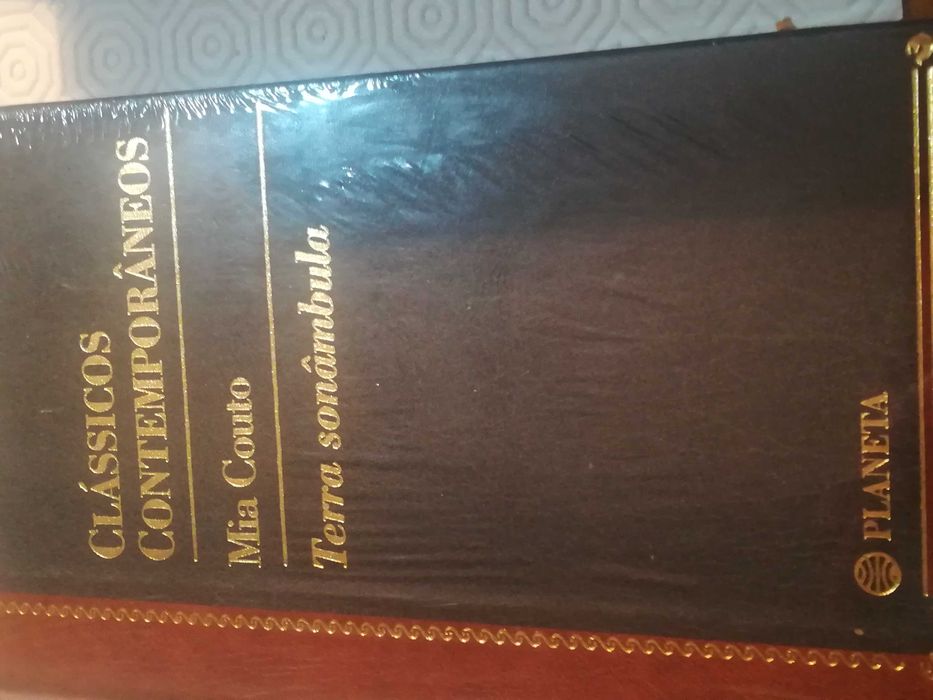 CLÁSSICOS
CONTEMPORÂNEOS
Mia Couto
Terra sonâmbula
PLANETA